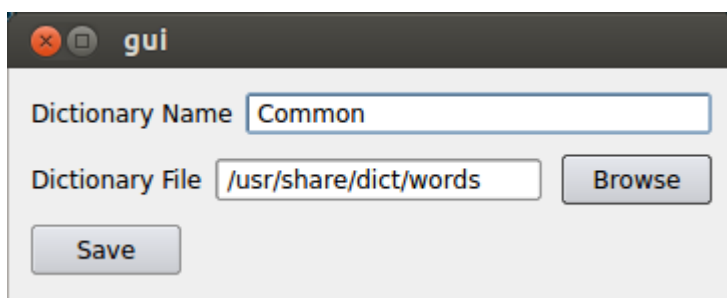 gui
Dictionary Name Common
Dictionary File /usr/share/dict/words Browse
Save